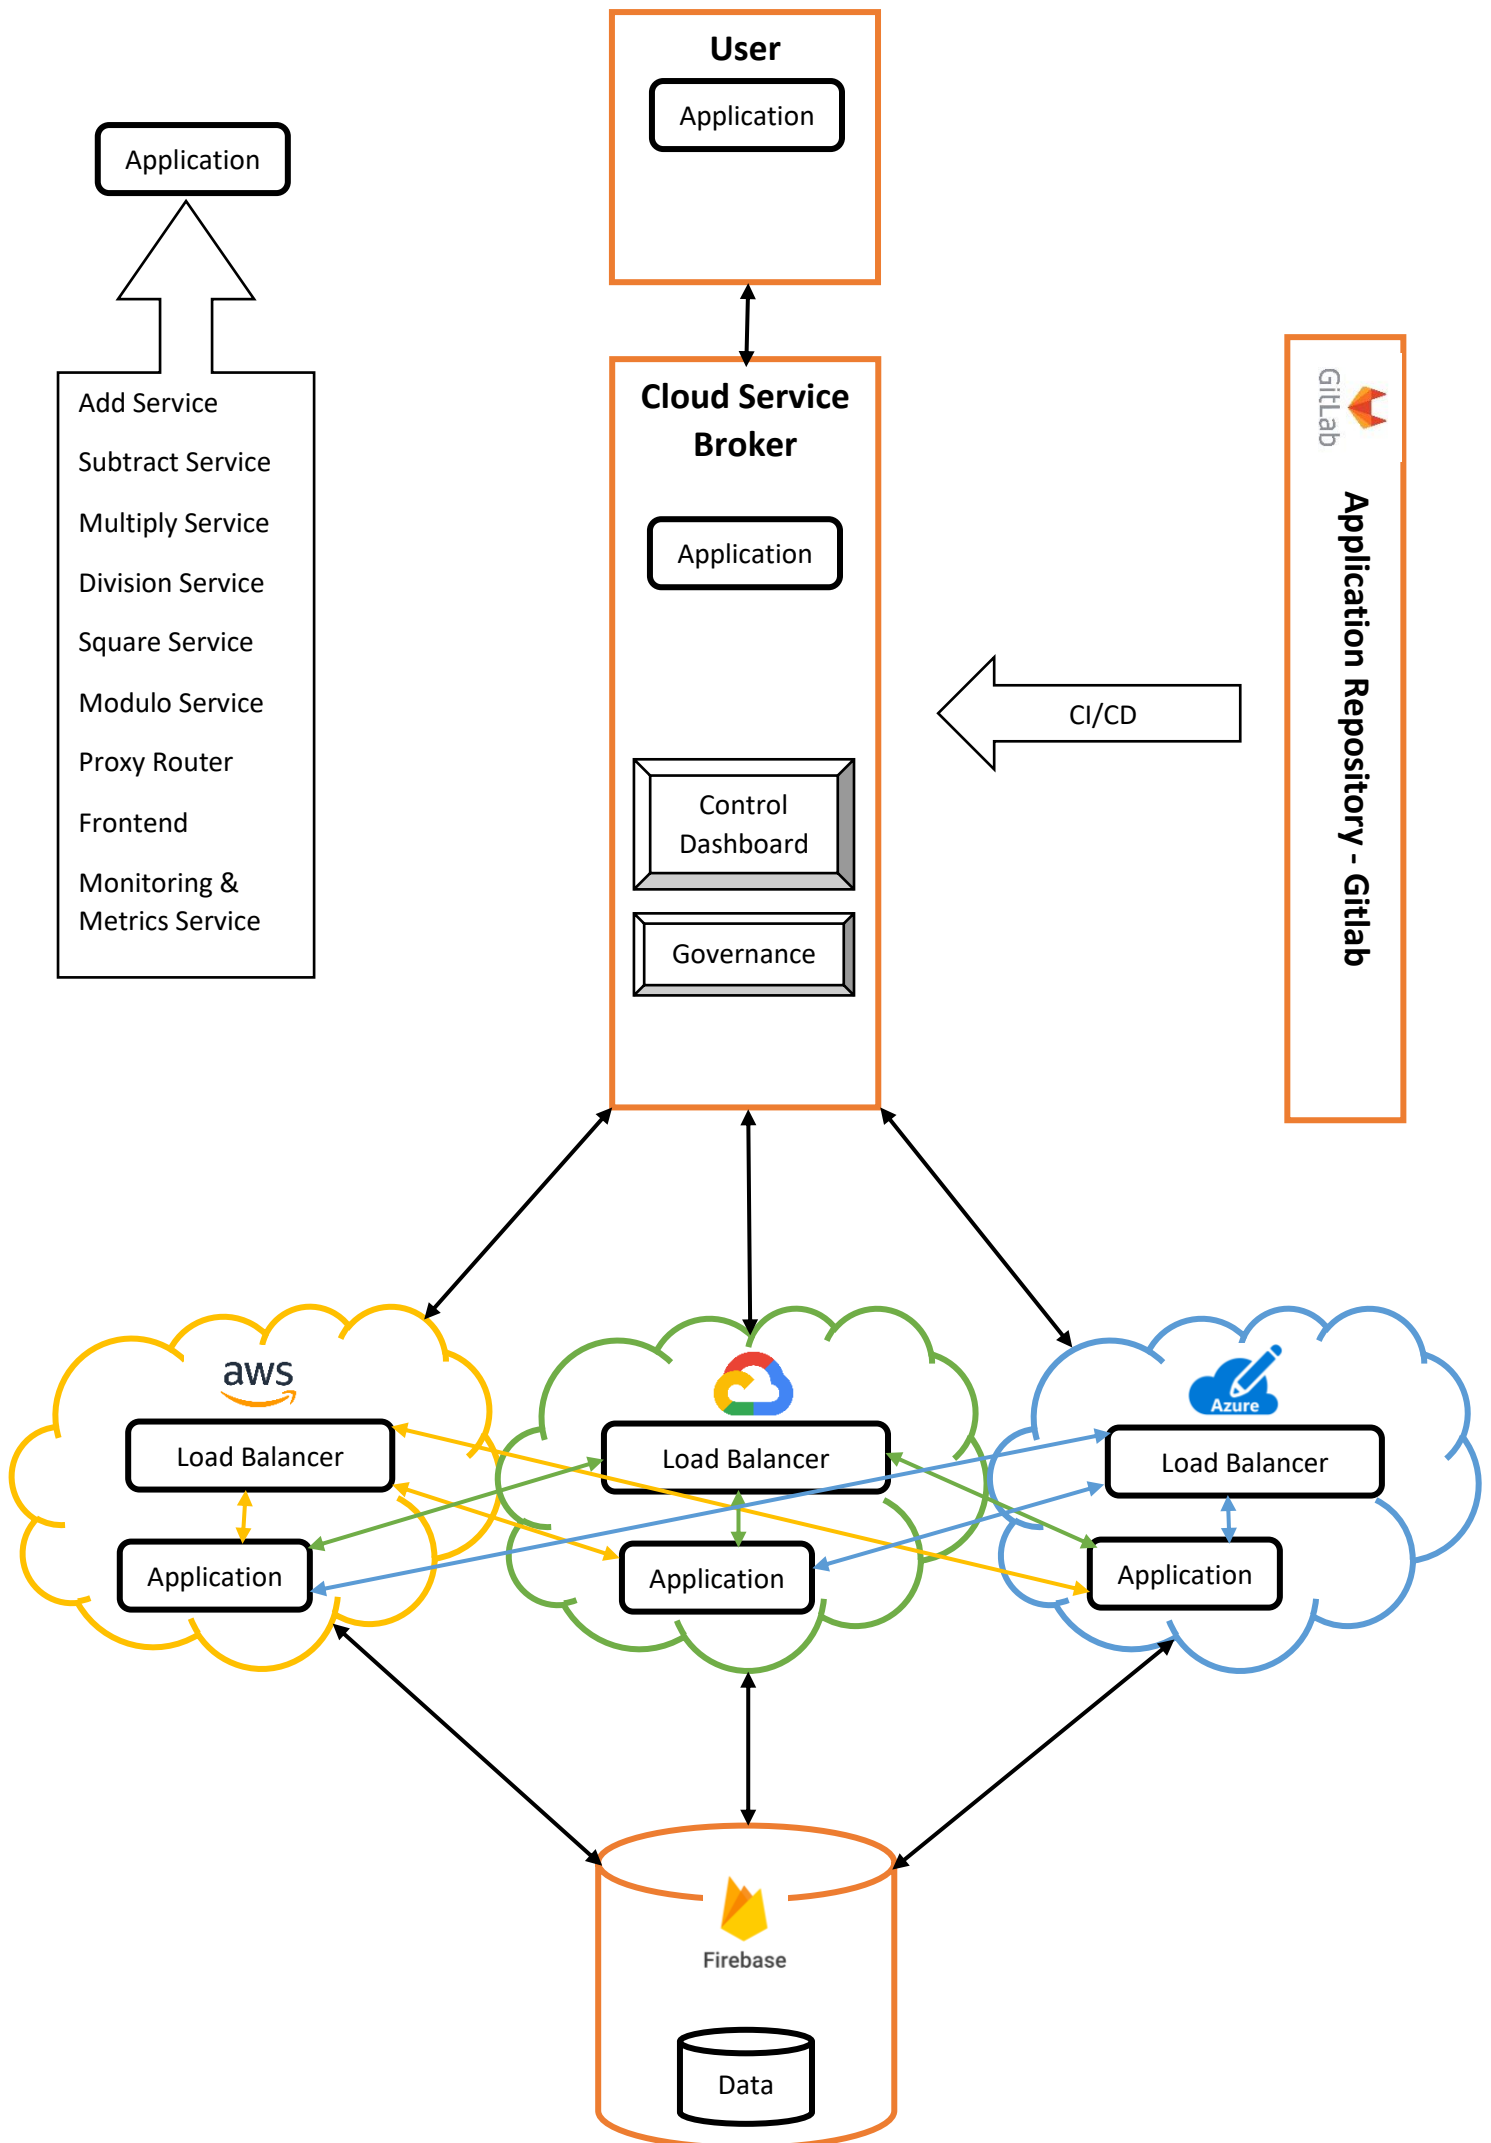 User
Application
Application
Add Service
Subtract Service
Multiply Service
Division Service
Square Service
Modulo Service
Proxy Router
Frontend
Monitoring &
Metrics Service
Cloud Service
Broker
Application
Control
Dashboard
Governance
CI/CD
GitLab
Application Repository - Gitlab
aws
Load Balancer
Application
Load Balancer
Application
Azure
Load Balancer
Application
Firebase
Data